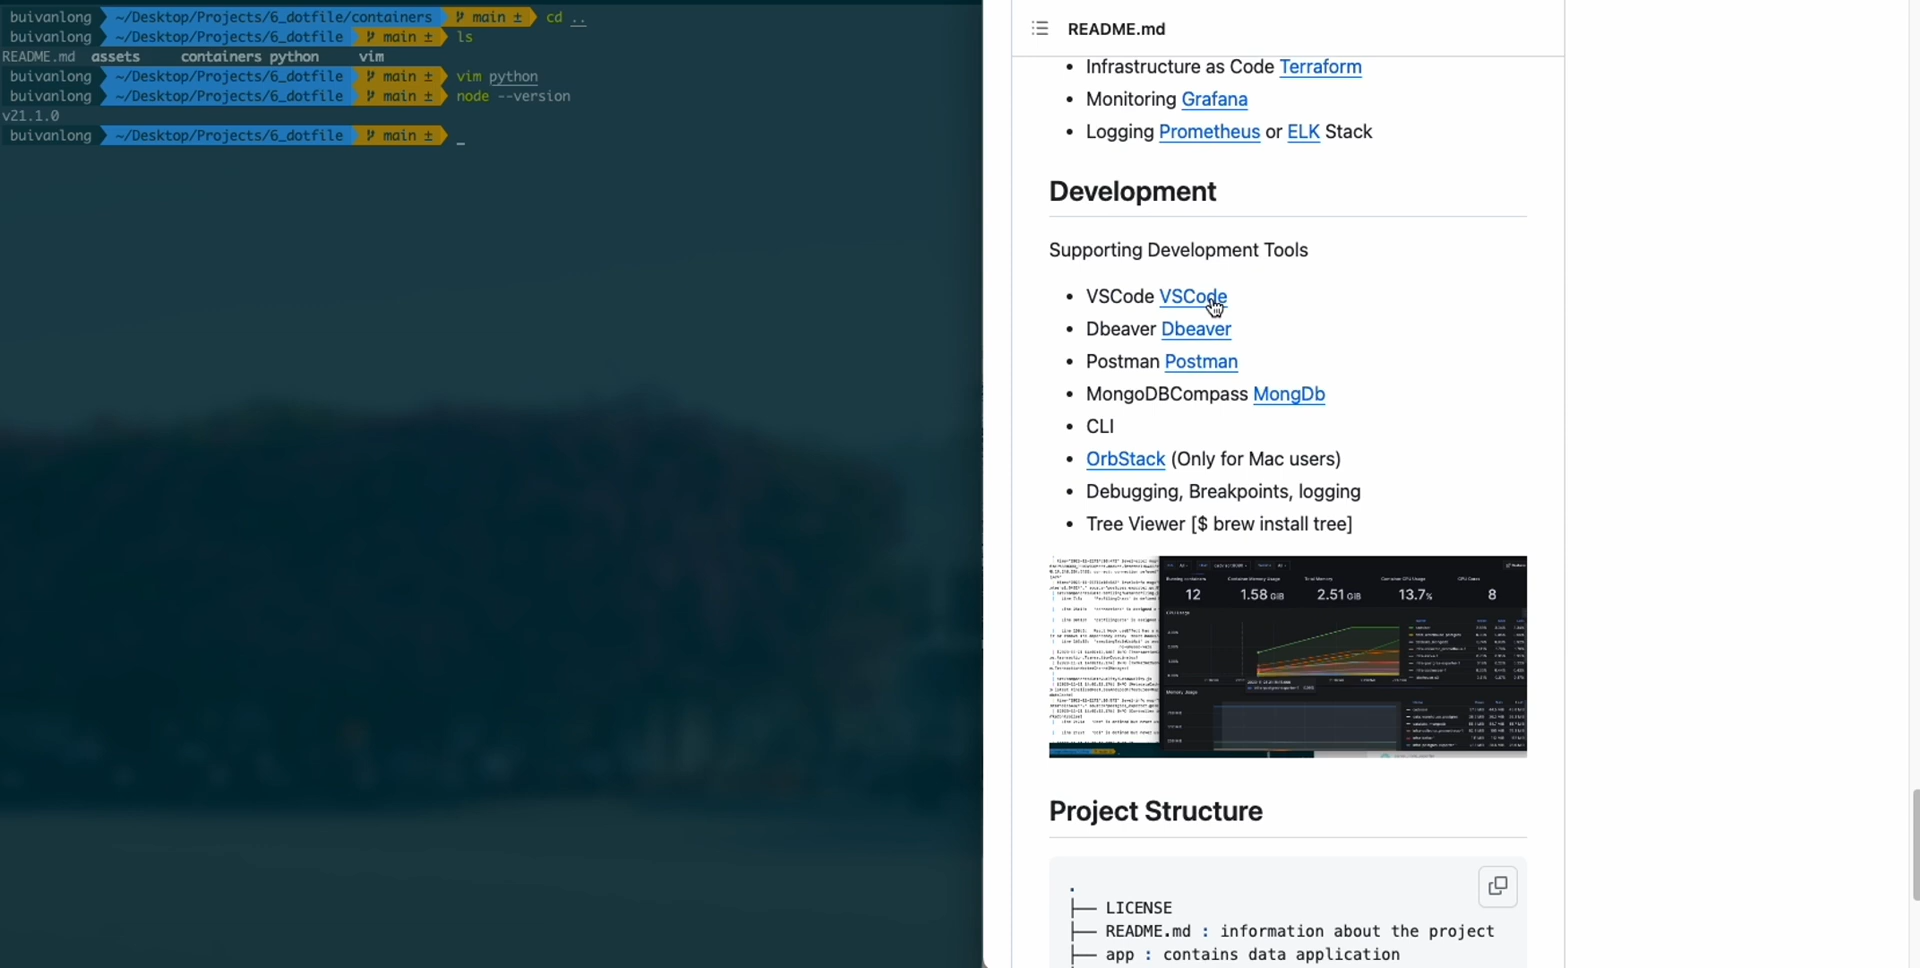 buivanlong ~/Desktop/Projects/6_dotfile/containers main ± cd ..
buivanlong ~/Desktop/Projects/6_dotfile main ± ls
README.md assets containers python vim
buivanlong ~/Desktop/Projects/6_dotfile main ± vim python
buivanlong ~/Desktop/Projects/6_dotfile main ± node --version
v21.1.0
buivanlong ~/Desktop/Projects/6_dotfile main ± _
README.md
• Infrastructure as Code Terraform
• Monitoring Grafana
• Logging Prometheus or ELK Stack
Development
Supporting Development Tools
• VSCode VSCode
• Dbeaver Dbeaver
• Postman Postman
• MongoDBCompass MongDb
• CLI
• OrbStack (Only for Mac users)
• Debugging, Breakpoints, logging
• Tree Viewer [$ brew install tree]
12 1.58 GiB 2.51 GiB 13.7% 8
Project Structure
.
├── LICENSE
├── README.md : information about the project
├── app : contains data application